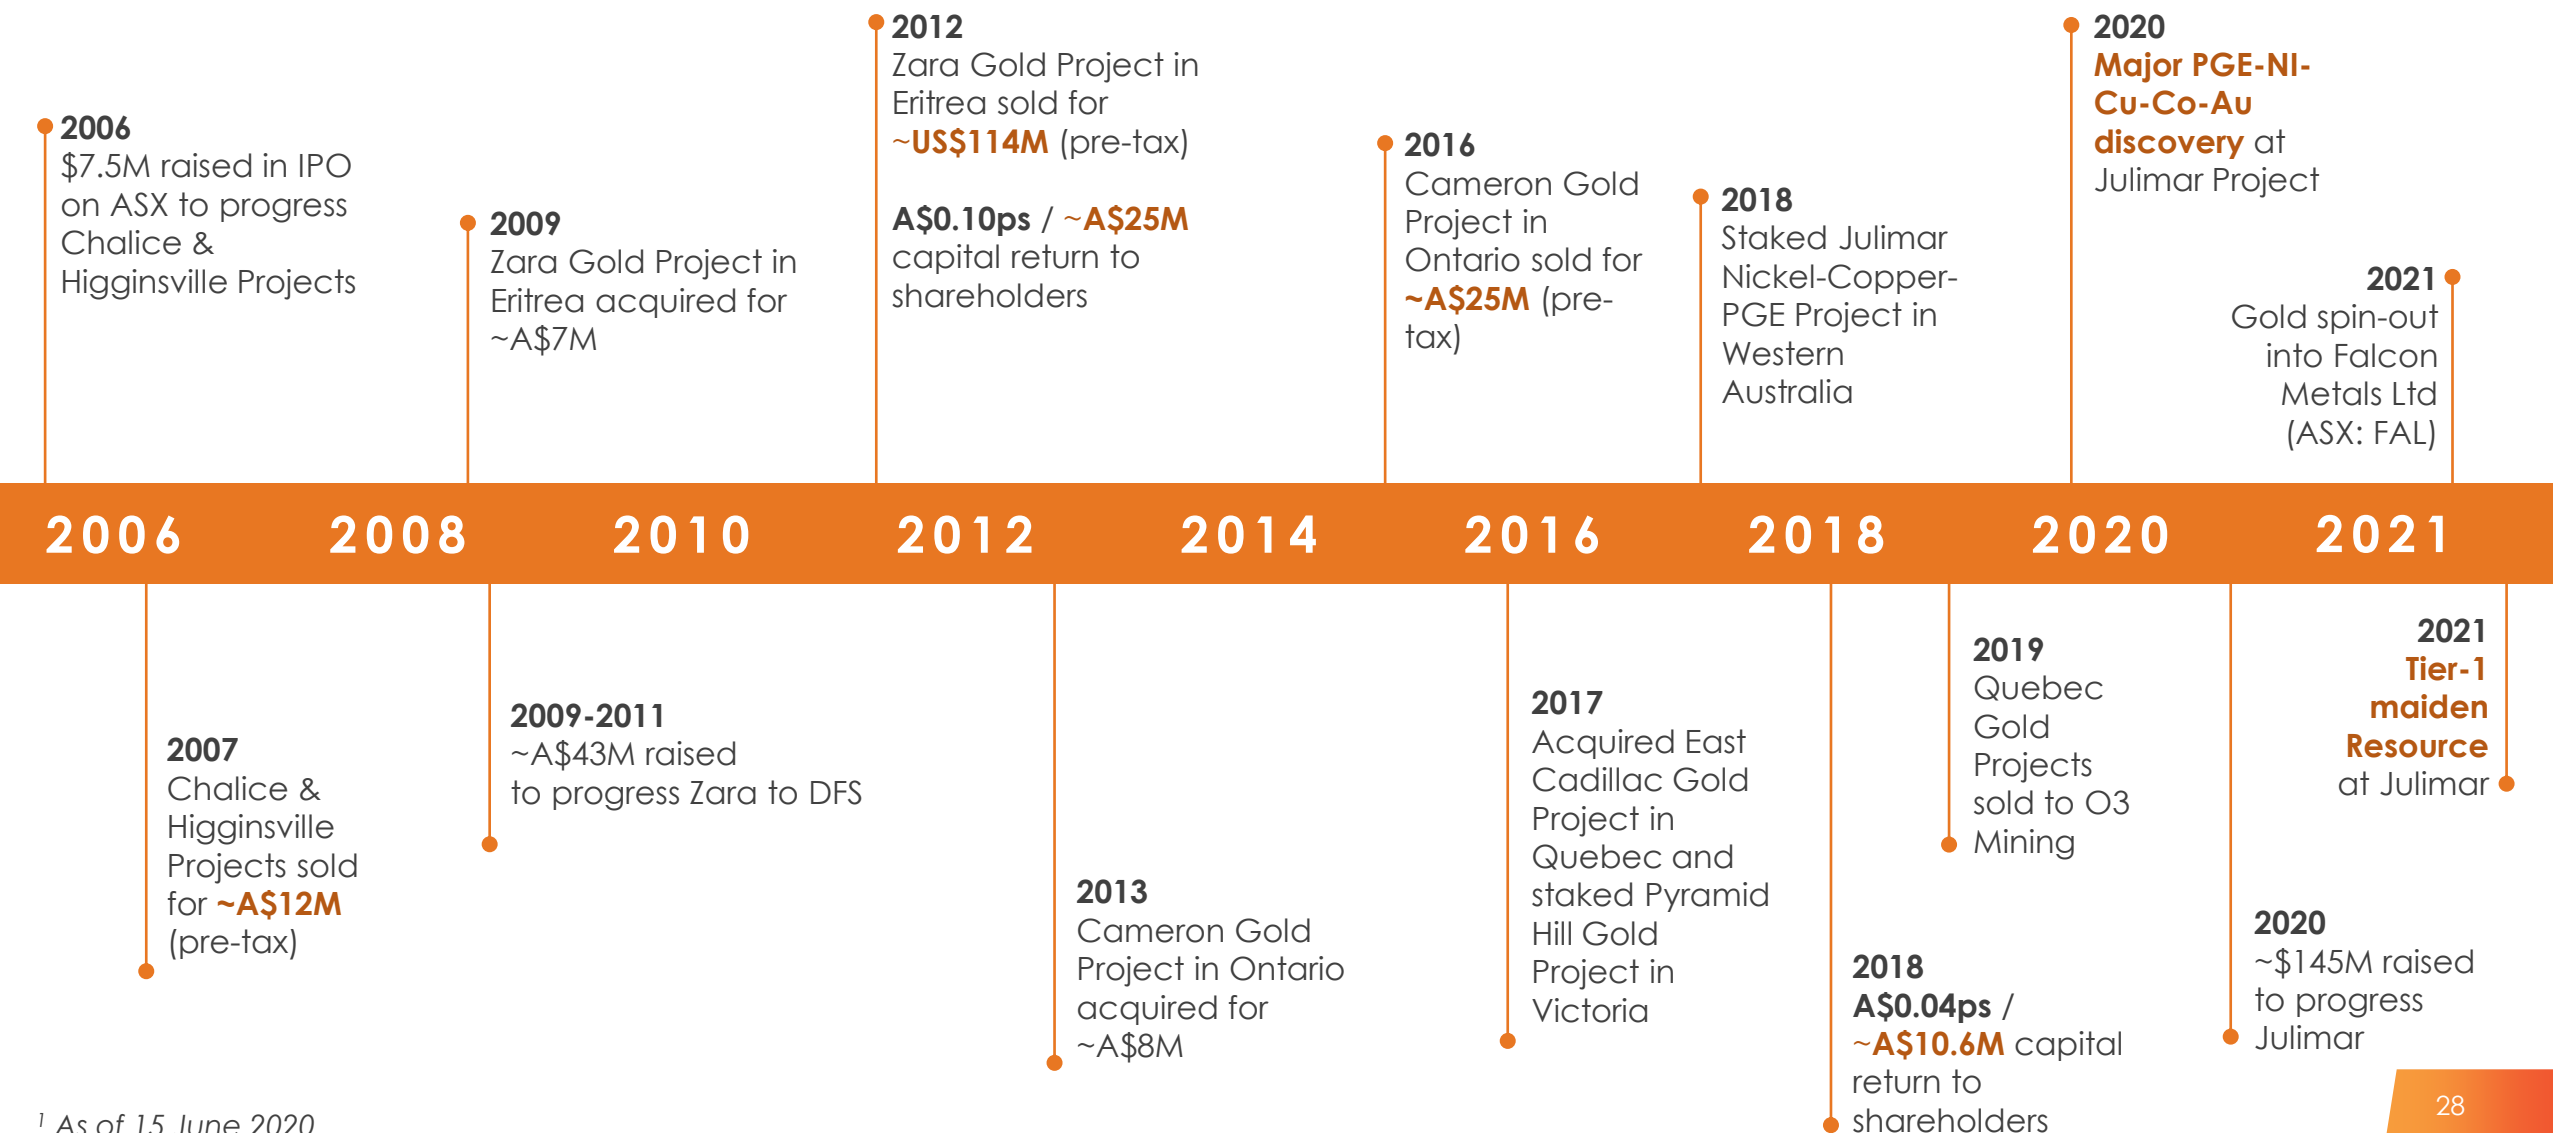 2006
$7.5M raised in IPO
on ASX to progress
Chalice &
Higginsville Projects
2009
Zara Gold Project in
Eritrea acquired for
~A$7M
2012
Zara Gold Project in
Eritrea sold for
~US$114M (pre-tax)
A$0.10ps / ~A$25M
capital return to
shareholders
2016
Cameron Gold
Project in
Ontario sold for
~A$25M (pre-
tax)
2018
Staked Julimar
Nickel-Copper-
PGE Project in
Western
Australia
2020
Major PGE-NI-
Cu-Co-Au
discovery at
Julimar Project
2021
Gold spin-out
into Falcon
Metals Ltd
(ASX: FAL)
2006 2008 2010 2012 2014 2016 2018 2020 2021
2007
Chalice &
Higginsville
Projects sold
for ~A$12M
(pre-tax)
2009-2011
~A$43M raised
to progress Zara to DFS
2013
Cameron Gold
Project in Ontario
acquired for
~A$8M
2017
Acquired East
Cadillac Gold
Project in
Quebec and
staked Pyramid
Hill Gold
Project in
Victoria
2018
A$0.04ps /
~A$10.6M capital
return to
shareholders
2019
Quebec
Gold
Projects
sold to O3
Mining
2020
~$145M raised
to progress
Julimar
2021
Tier-1
maiden
Resource
at Julimar
1 As of 15 June 2020
28